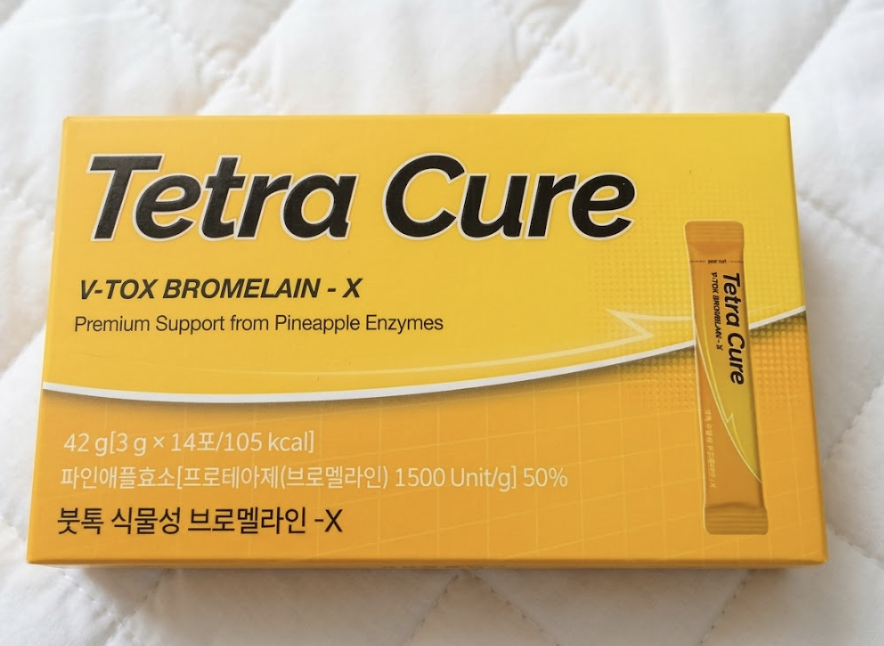 Tetra Cure
V-TOX BROMELAIN - X
Premium Support from Pineapple Enzymes
Tetra Cure
V-TOX BROMELAIN - X
42 g[3 g × 14포/105 kcal]
파인애플효소[프로테아제(브로멜라인) 1500 Unit/g] 50%
붓톡 식물성 브로멜라인 -X